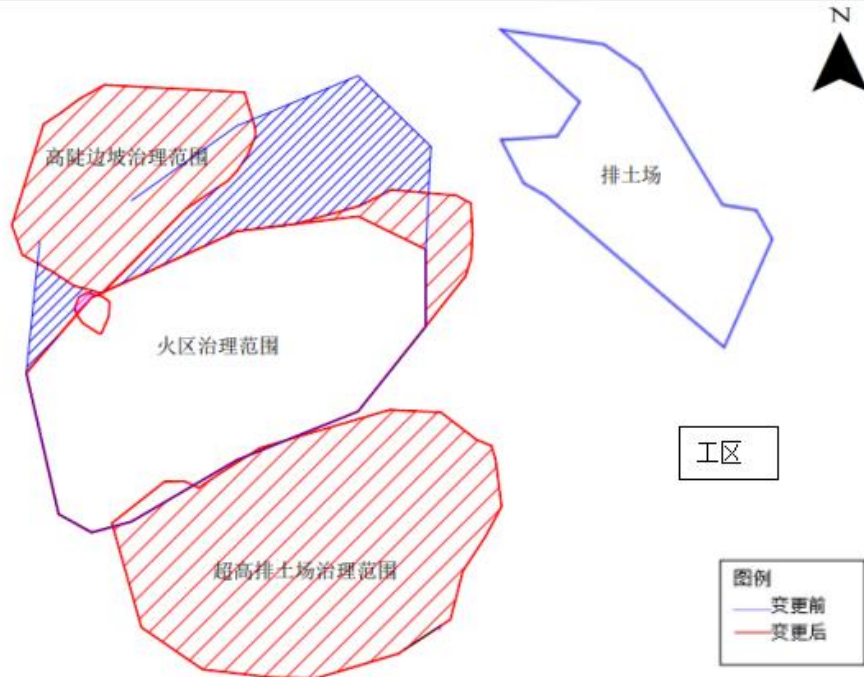 N
高陡边坡治理范围
排土场
火区治理范围
工区
超高排土场治理范围
图例
变更前
变更后